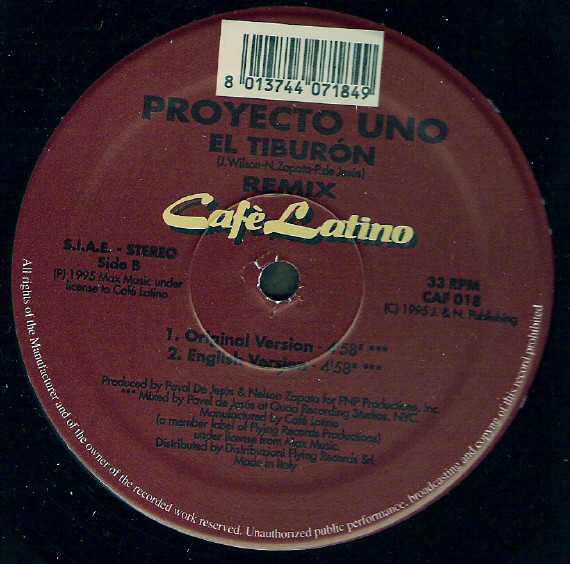 8 013744 071849
PROYECTO UNO
EL TIBURÓN
(J. Wilson-N. Zapata-P. de Jesús)
REMIX
Cafè Latino
S.I.A.E. - STEREO
Side B
(P) 1995 Max Music under
license to Café Latino
33 RPM
CAF 018
(C) 1995 J. & N. Publishing
1. Original Version - 4'58" ***
2. English Version - 4'58" ***
Produced by Pavel De Jesùs & Nelson Zapata for PNP Productions, Inc.
*** Mixed by Pavel de Jesùs at Quad Recording Studios, NYC.
Manufactured by Café Latino
(a member label of Flying Records Productions)
under license from Max Music.
Distributed by Distribuzioni Flying Records Srl.
Made in Italy
All rights of the Manufacturer and of the owner of the recorded work reserved. Unauthorized public performance, broadcasting and copying of this record prohibited